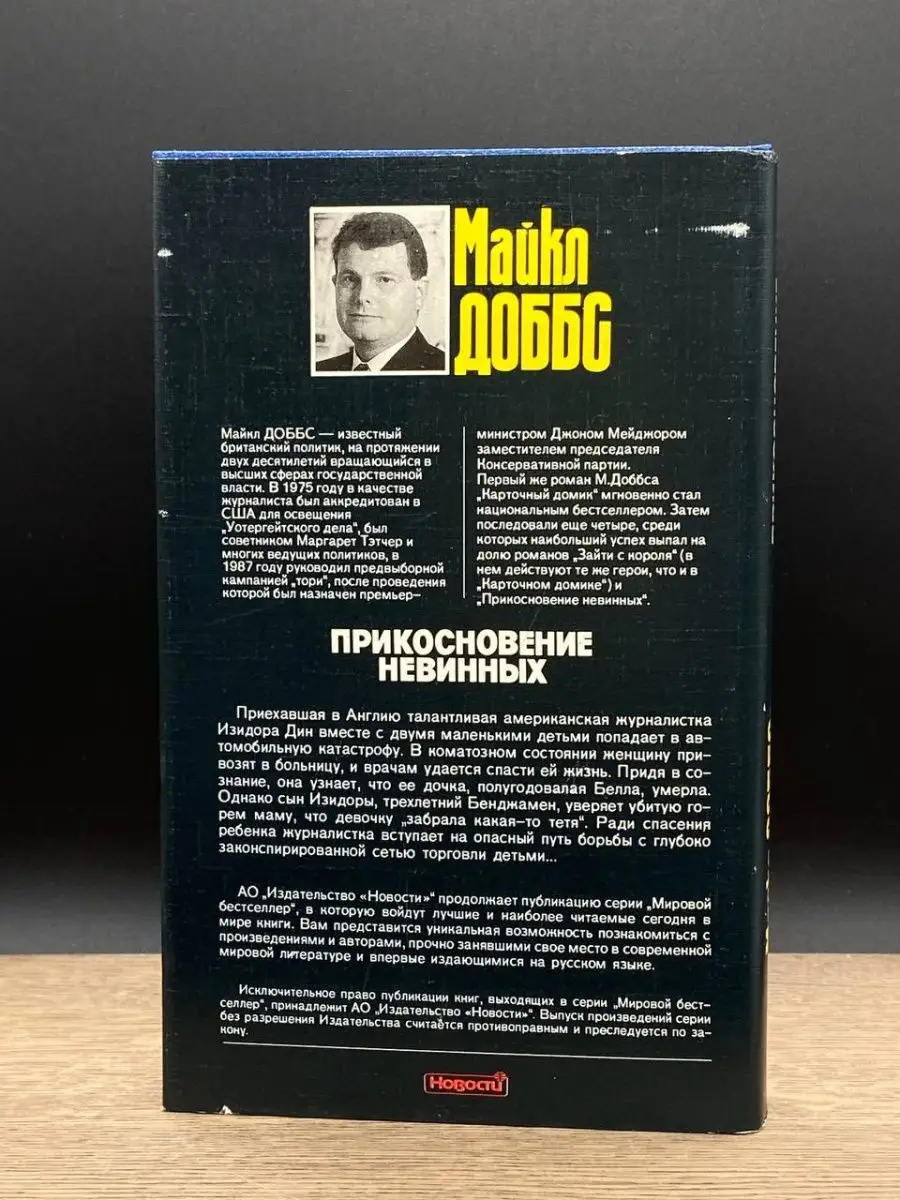 Майкл
ДОББС
Майкл ДОББС — известный
британский политик, на протяжении
двух десятилетий вращающийся в
высших сферах государственной
власти. В 1975 году в качестве
журналиста был аккредитован в
США для освещения
„Уотергейтского дела“, был
советником Маргарет Тэтчер и
многих ведущих политиков, в
1987 году руководил предвыборной
кампанией „тори“, после проведения
которой был назначен премьер–
министром Джоном Мейджором
заместителем председателя
Консервативной партии.
Первый же роман М.Доббса
„Карточный домик“ мгновенно стал
национальным бестселлером. Затем
последовали еще четыре, среди
которых наибольший успех выпал на
долю романов „Зайти с короля“ (в
нем действуют те же герои, что и в
„Карточном домике“) и
„Прикосновение невинных“.
ПРИКОСНОВЕНИЕ
НЕВИННЫХ
Приехавшая в Англию талантливая американская журналистка
Изидора Дин вместе с двумя маленькими детьми попадает в ав-
томобильную катастрофу. В коматозном состоянии женщину при-
возят в больницу, и врачам удается спасти ей жизнь. Придя в со-
знание, она узнает, что ее дочка, полугодовалая Белла, умерла.
Однако сын Изидоры, трехлетний Бенджамен, уверяет убитую го-
рем маму, что девочку „забрала какая–то тетя“. Ради спасения
ребенка журналистка вступает на опасный путь борьбы с глубоко
законспирированной сетью торговли детьми...
АО „Издательство «Новости»“ продолжает публикацию серии „Мировой
бестселлер“, в которую войдут лучшие и наиболее читаемые сегодня в
мире книги. Вам представится уникальная возможность познакомиться с
произведениями и авторами, прочно занявшими свое место в современной
мировой литературе и впервые издающимися на русском языке.
Исключительное право публикации книг, выходящих в серии „Мировой бест-
селлер“, принадлежит АО „Издательство «Новости»“. Выпуск произведений серии
без разрешения Издательства считается противоправным и преследуется по за-
кону.
Новости